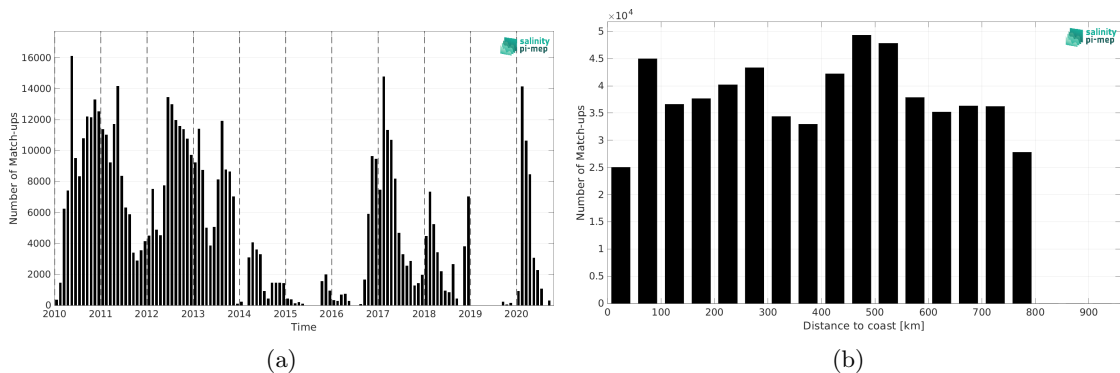 salinity
pi-mep
Number of Match-ups
16000
14000
12000
10000
8000
6000
4000
2000
0
2010 2011 2012 2013 2014 2015 2016 2017 2018 2019 2020
Time
(a)
×10⁴
salinity
pi-mep
Number of Match-ups
5
4.5
4
3.5
3
2.5
2
1.5
1
0.5
0
0 100 200 300 400 500 600 700 800 900
Distance to coast [km]
(b)